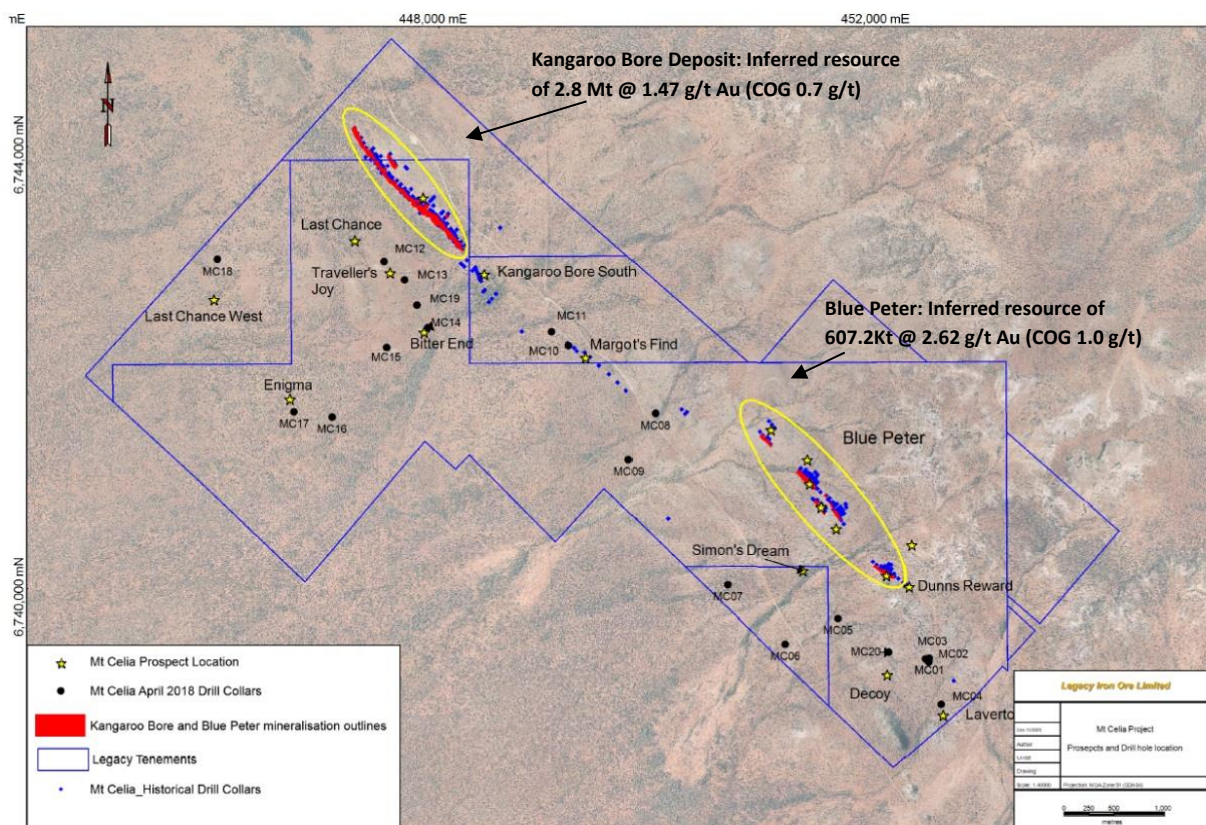 mE
448,000 mE
452,000 mE
Kangaroo Bore Deposit: Inferred resource
of 2.8 Mt @ 1.47 g/t Au (COG 0.7 g/t)
N
6,744,000 mN
Last Chance
MC12
MC18
Traveller's
Joy
MC13
Kangaroo Bore South
Last Chance West
MC19
MC14
Bitter End
MC15
MC11
MC10
Margot's Find
Blue Peter: Inferred resource of
607.2Kt @ 2.62 g/t Au (COG 1.0 g/t)
Enigma
MC17
MC16
MC08
MC09
Blue Peter
Simon's Dream
Dunns Reward
MC07
6,740,000 mN
MC05
MC06
MC03
MC20
MC02
MC01
Decoy
MC04
Laverto
Mt Celia Prospect Location
Mt Celia April 2018 Drill Collars
Kangaroo Bore and Blue Peter mineralisation outlines
Legacy Tenements
Mt Celia_Historical Drill Collars
Legacy Iron Ore Limited
Mt Celia Project
Prosepcts and Drill hole location
Author:
Drawing:
0 250 500 1,000
metres